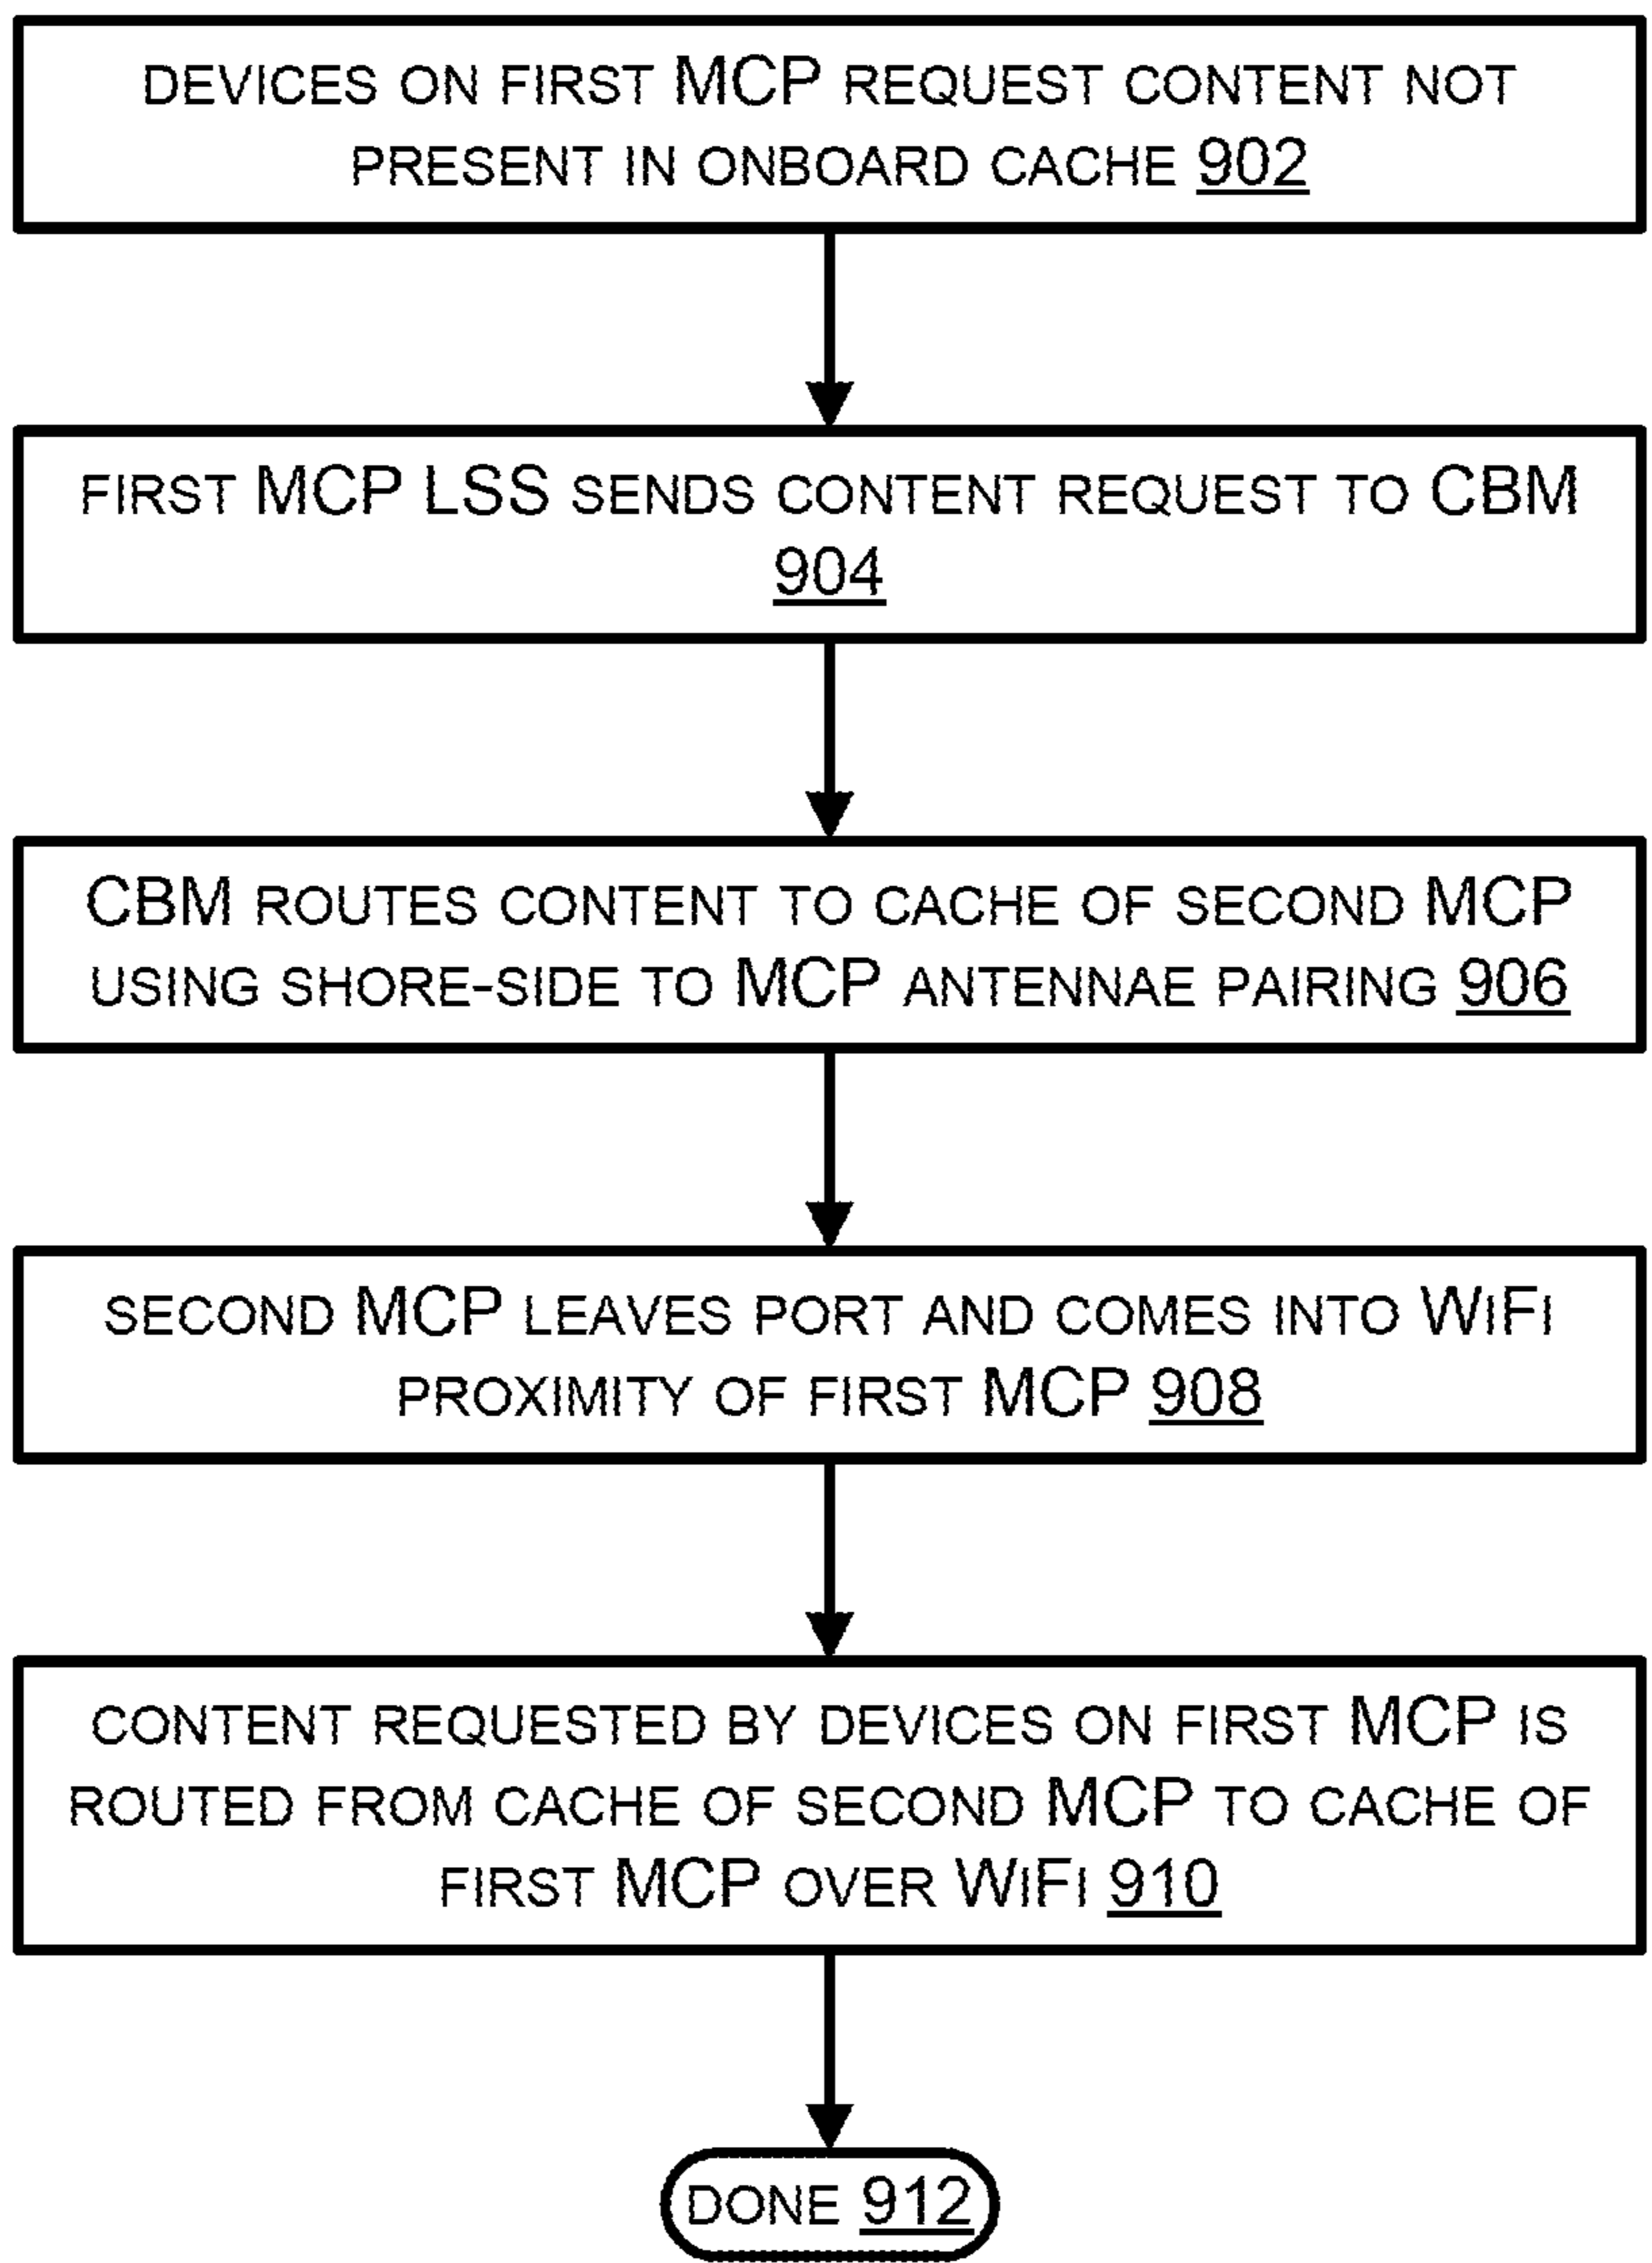 DEVICES ON FIRST MCP REQUEST CONTENT NOT
PRESENT IN ONBOARD CACHE 902
FIRST MCP LSS SENDS CONTENT REQUEST TO CBM
904
CBM ROUTES CONTENT TO CACHE OF SECOND MCP
USING SHORE-SIDE TO MCP ANTENNAE PAIRING 906
SECOND MCP LEAVES PORT AND COMES INTO WIFI
PROXIMITY OF FIRST MCP 908
CONTENT REQUESTED BY DEVICES ON FIRST MCP IS
ROUTED FROM CACHE OF SECOND MCP TO CACHE OF
FIRST MCP OVER WIFI 910
DONE 912